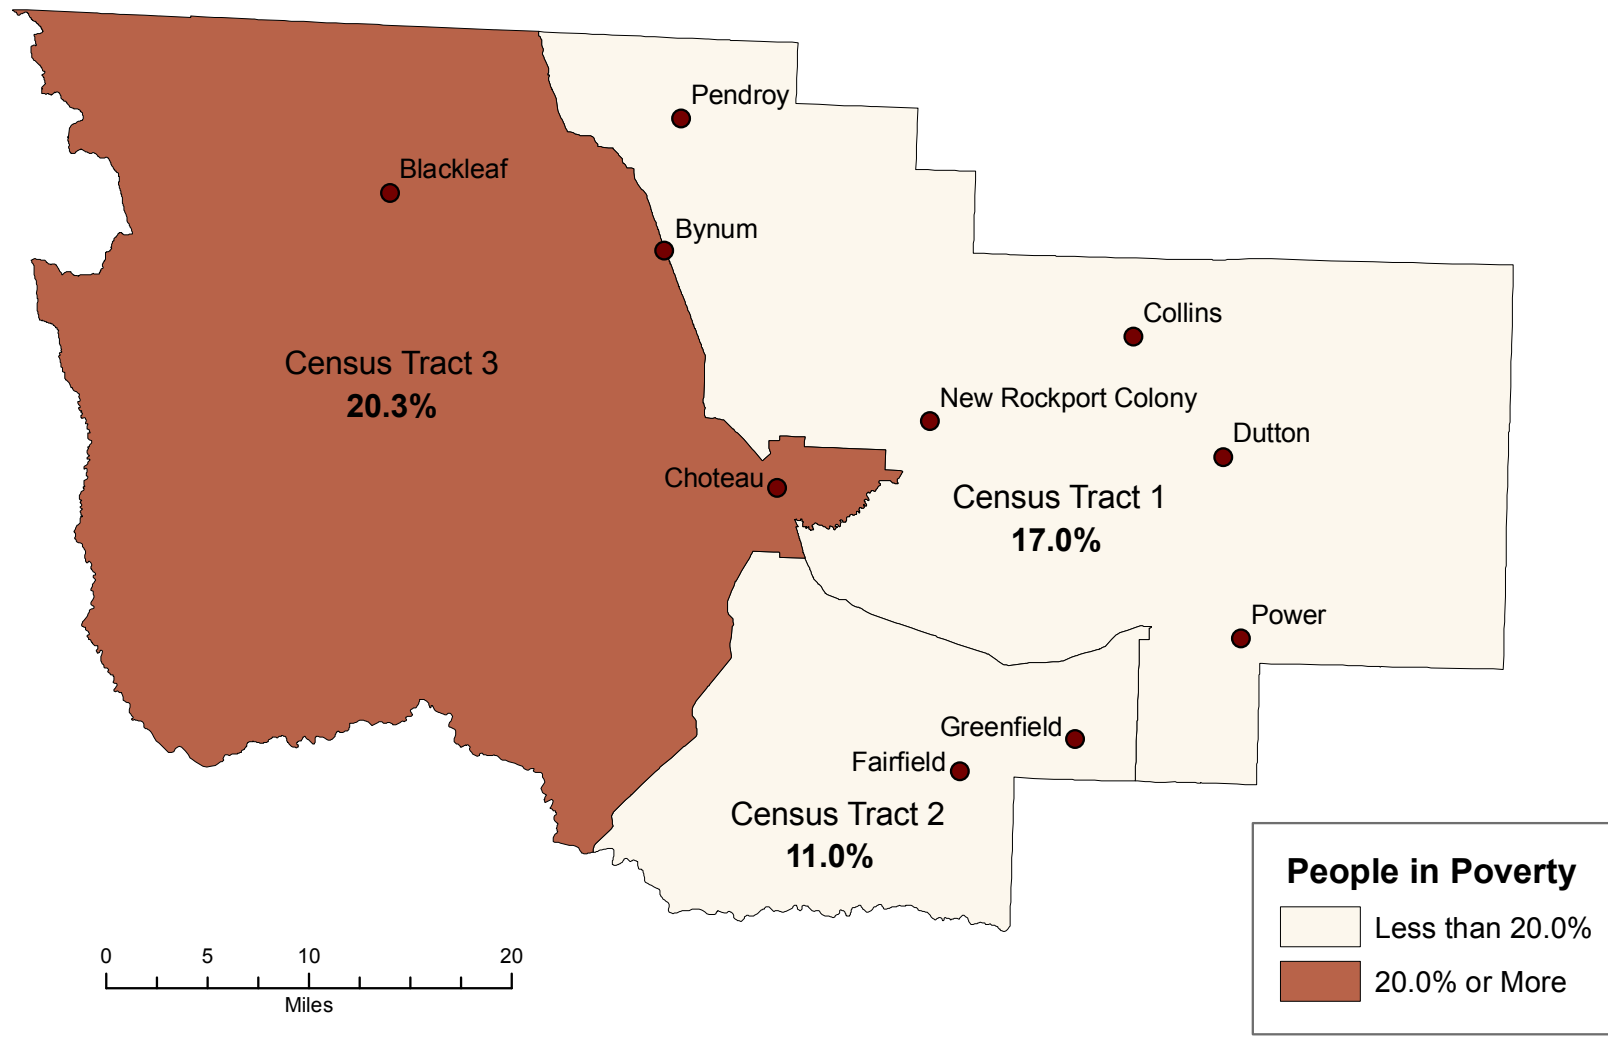 Pendroy
Blackleaf
Bynum
Collins
Census Tract 3
20.3%
New Rockport Colony
Dutton
Choteau
Census Tract 1
17.0%
Power
Greenfield
Fairfield
Census Tract 2
11.0%
People in Poverty
Less than 20.0%
20.0% or More
0 5 10 20
Miles